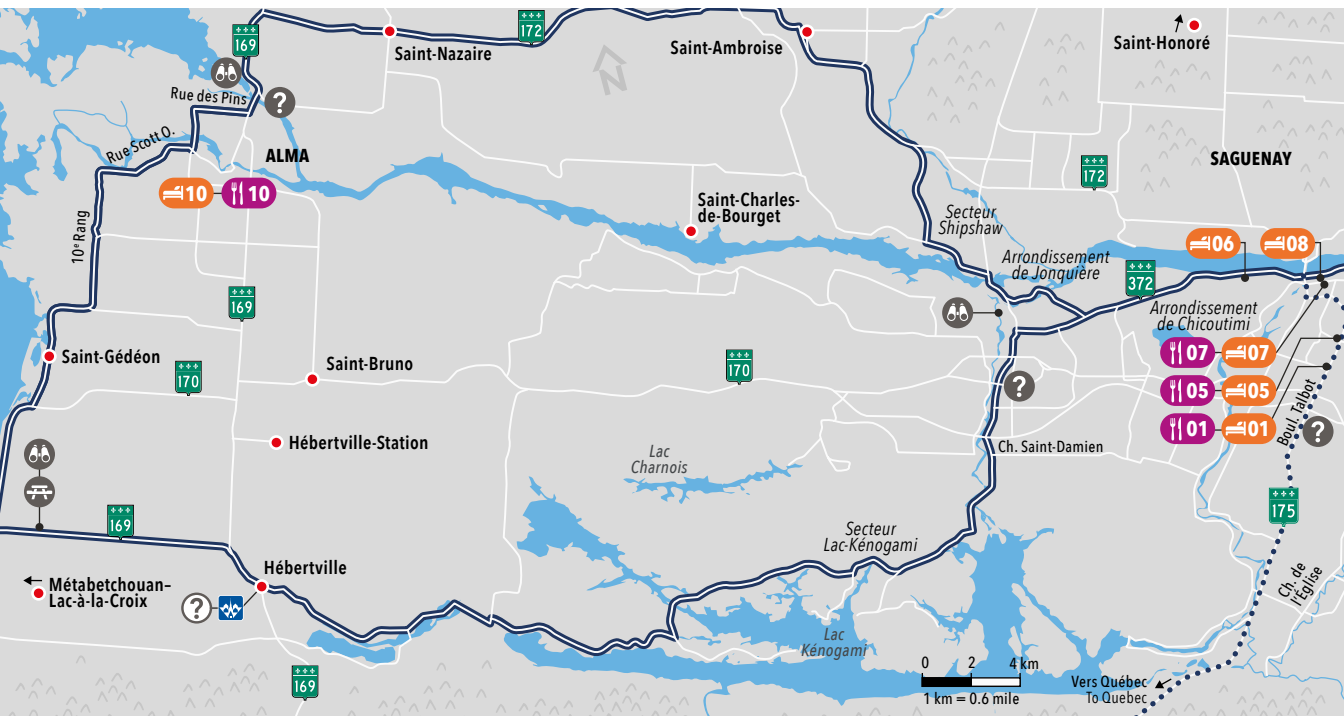 169
Saint-Nazaire
172
Saint-Ambroise
N
Saint-Honoré
Rue des Pins
?
Rue Scott O.
ALMA
10
10
10e Rang
Saint-Charles-
de-Bourget
Secteur
Shipshaw
172
SAGUENAY
Arrondissement
de Jonquière
06
08
372
Arrondissement
de Chicoutimi
169
Saint-Gédéon
170
Saint-Bruno
170
07
07
05
05
01
01
Boul. Talbot
?
?
Hébertville-Station
Lac
Charnois
Ch. Saint-Damien
169
175
Secteur
Lac-Kénogami
Hébertville
Métabetchouan–
Lac-à-la-Croix
?
Ch. de
l'Église
Lac
Kénogami
169
0 2 4 km
1 km = 0.6 mile
Vers Québec
To Quebec